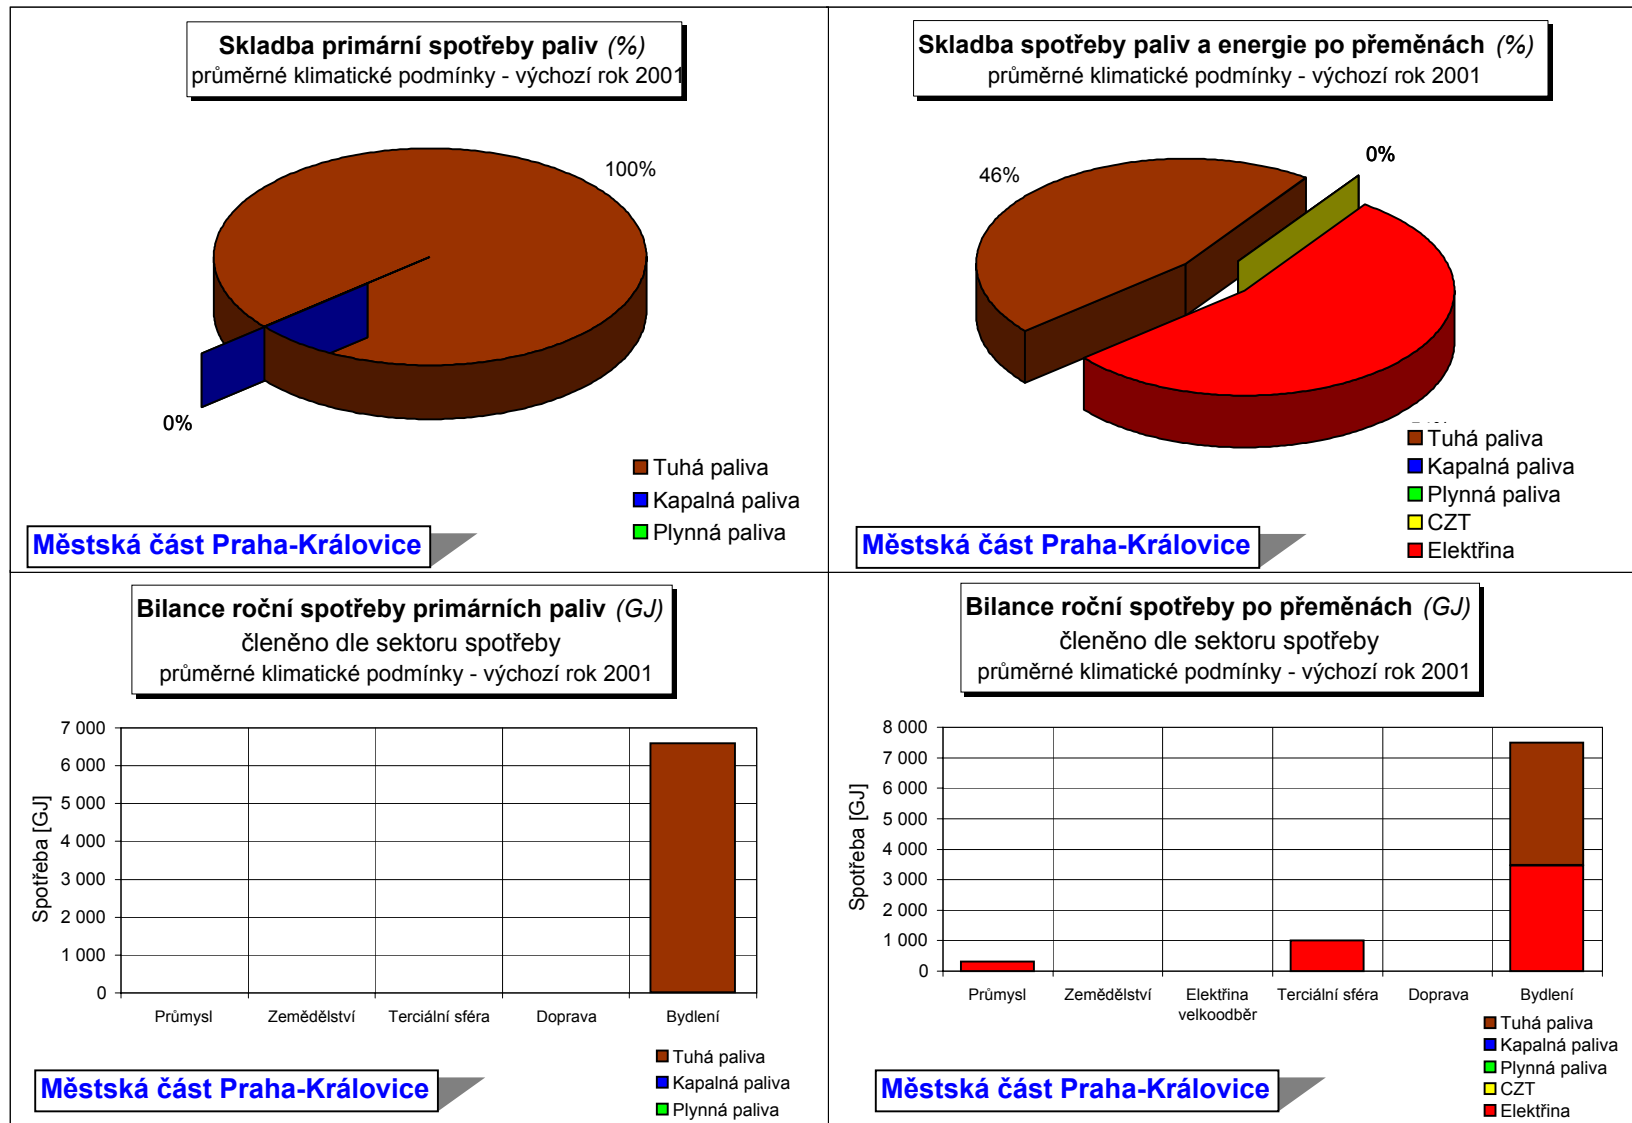 Skladba primární spotřeby paliv (%)
průměrné klimatické podmínky - výchozí rok 2001
100%
0%
Tuhá paliva
Kapalná paliva
Plynná paliva
Městská část Praha-Královice
Skladba spotřeby paliv a energie po přeměnách (%)
průměrné klimatické podmínky - výchozí rok 2001
46%
0%
Tuhá paliva
Kapalná paliva
Plynná paliva
CZT
Elektřina
Městská část Praha-Královice
Bilance roční spotřeby primárních paliv (GJ)
členěno dle sektoru spotřeby
průměrné klimatické podmínky - výchozí rok 2001
Spotřeba [GJ]
7 000
6 000
5 000
4 000
3 000
2 000
1 000
0
Průmysl Zemědělství Terciální sféra Doprava Bydlení
Tuhá paliva
Kapalná paliva
Plynná paliva
Městská část Praha-Královice
Bilance roční spotřeby po přeměnách (GJ)
členěno dle sektoru spotřeby
průměrné klimatické podmínky - výchozí rok 2001
Spotřeba [GJ]
8 000
7 000
6 000
5 000
4 000
3 000
2 000
1 000
0
Průmysl Zemědělství Elektřina Terciální sféra Doprava Bydlení
velkoodběr
Tuhá paliva
Kapalná paliva
Plynná paliva
CZT
Elektřina
Městská část Praha-Královice